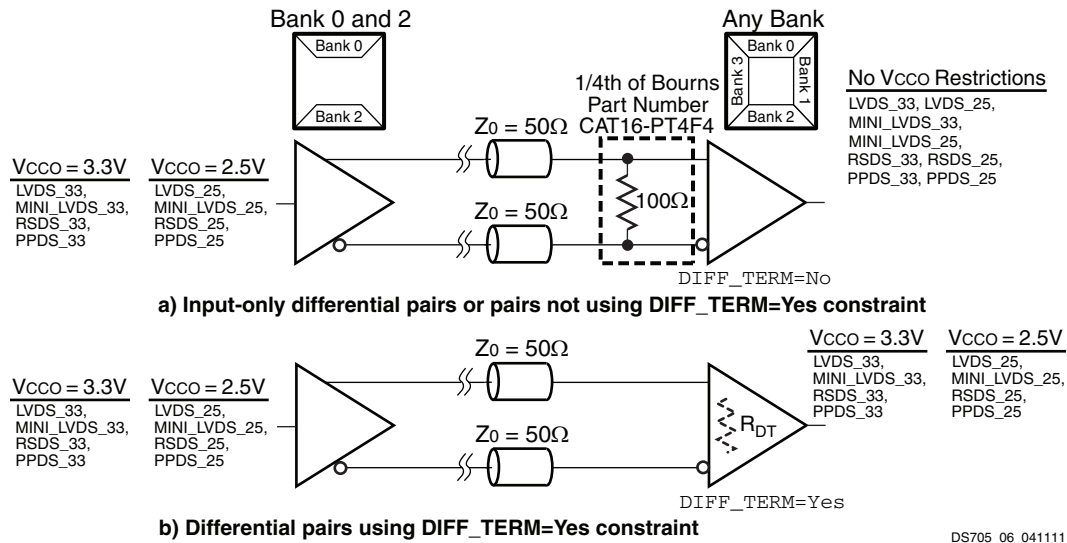 Bank 0 and 2
Bank 0
Bank 2
Any Bank
Bank 0
Bank 3
Bank 1
Bank 2
1/4th of Bourns
Part Number
CAT16-PT4F4
No VCCO Restrictions
LVDS_33, LVDS_25,
MINI_LVDS_33,
MINI_LVDS_25,
RSDS_33, RSDS_25,
PPDS_33, PPDS_25
VCCO = 3.3V
LVDS_33,
MINI_LVDS_33,
RSDS_33,
PPDS_33
VCCO = 2.5V
LVDS_25,
MINI_LVDS_25,
RSDS_25,
PPDS_25
Z0 = 50Ω
Z0 = 50Ω
100Ω
DIFF_TERM=No
a) Input-only differential pairs or pairs not using DIFF_TERM=Yes constraint
VCCO = 3.3V
LVDS_33,
MINI_LVDS_33,
RSDS_33,
PPDS_33
VCCO = 2.5V
LVDS_25,
MINI_LVDS_25,
RSDS_25,
PPDS_25
Z0 = 50Ω
Z0 = 50Ω
RDT
VCCO = 3.3V
LVDS_33,
MINI_LVDS_33,
RSDS_33,
PPDS_33
VCCO = 2.5V
LVDS_25,
MINI_LVDS_25,
RSDS_25,
PPDS_25
DIFF_TERM=Yes
b) Differential pairs using DIFF_TERM=Yes constraint
DS705_06_041111